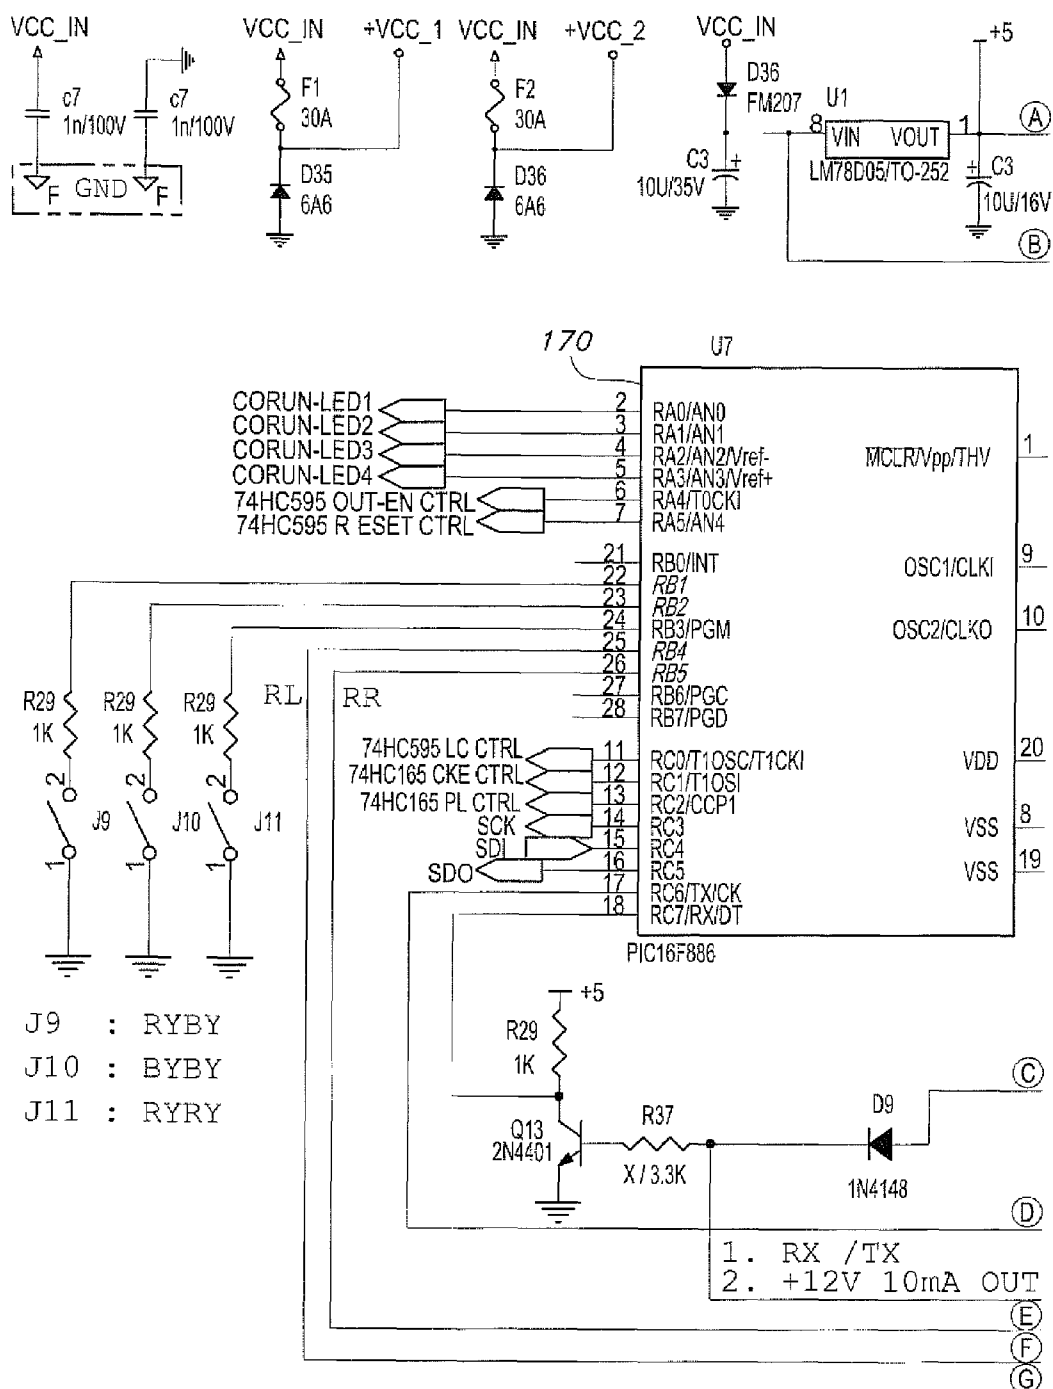 VCC_IN
VCC_IN
+VCC_1
VCC_IN
+VCC_2
VCC_IN
+5
c7
1n/100V
c7
1n/100V
F
GND
F
F1
30A
D35
6A6
F2
30A
D36
6A6
D36
FM207
C3
+
10U/35V
U1
8
VIN
VOUT
1
LM78D05/TO-252
+
C3
10U/16V
A
B
170
U7
CORUN-LED1
CORUN-LED2
CORUN-LED3
CORUN-LED4
74HC595 OUT-EN CTRL
74HC595 R ESET CTRL
2 RA0/AN0
3 RA1/AN1
4 RA2/AN2/Vref-
5 RA3/AN3/Vref+
6 RA4/T0CKI
7 RA5/AN4
21 RB0/INT
22 RB1
23 RB2
24 RB3/PGM
25 RB4
26 RB5
27 RB6/PGC
28 RB7/PGD
MCLR/Vpp/THV 1
OSC1/CLKI 9
OSC2/CLKO 10
VDD 20
VSS 8
VSS 19
RL
RR
R29
1K
R29
1K
R29
1K
2
2
2
J9
J10
J11
1
1
1
74HC595 LC CTRL
74HC165 CKE CTRL
74HC165 PL CTRL
SCK
SDI
SDO
11 RC0/T1OSC/T1CKI
12 RC1/T1OSI
13 RC2/CCP1
14 RC3
15 RC4
16 RC5
17 RC6/TX/CK
18 RC7/RX/DT
PIC16F886
J9 : RYBY
J10 : BYBY
J11 : RYRY
+5
R29
1K
Q13
2N4401
R37
X / 3.3K
D9
1N4148
C
D
1. RX /TX
2. +12V 10mA OUT
E
F
G